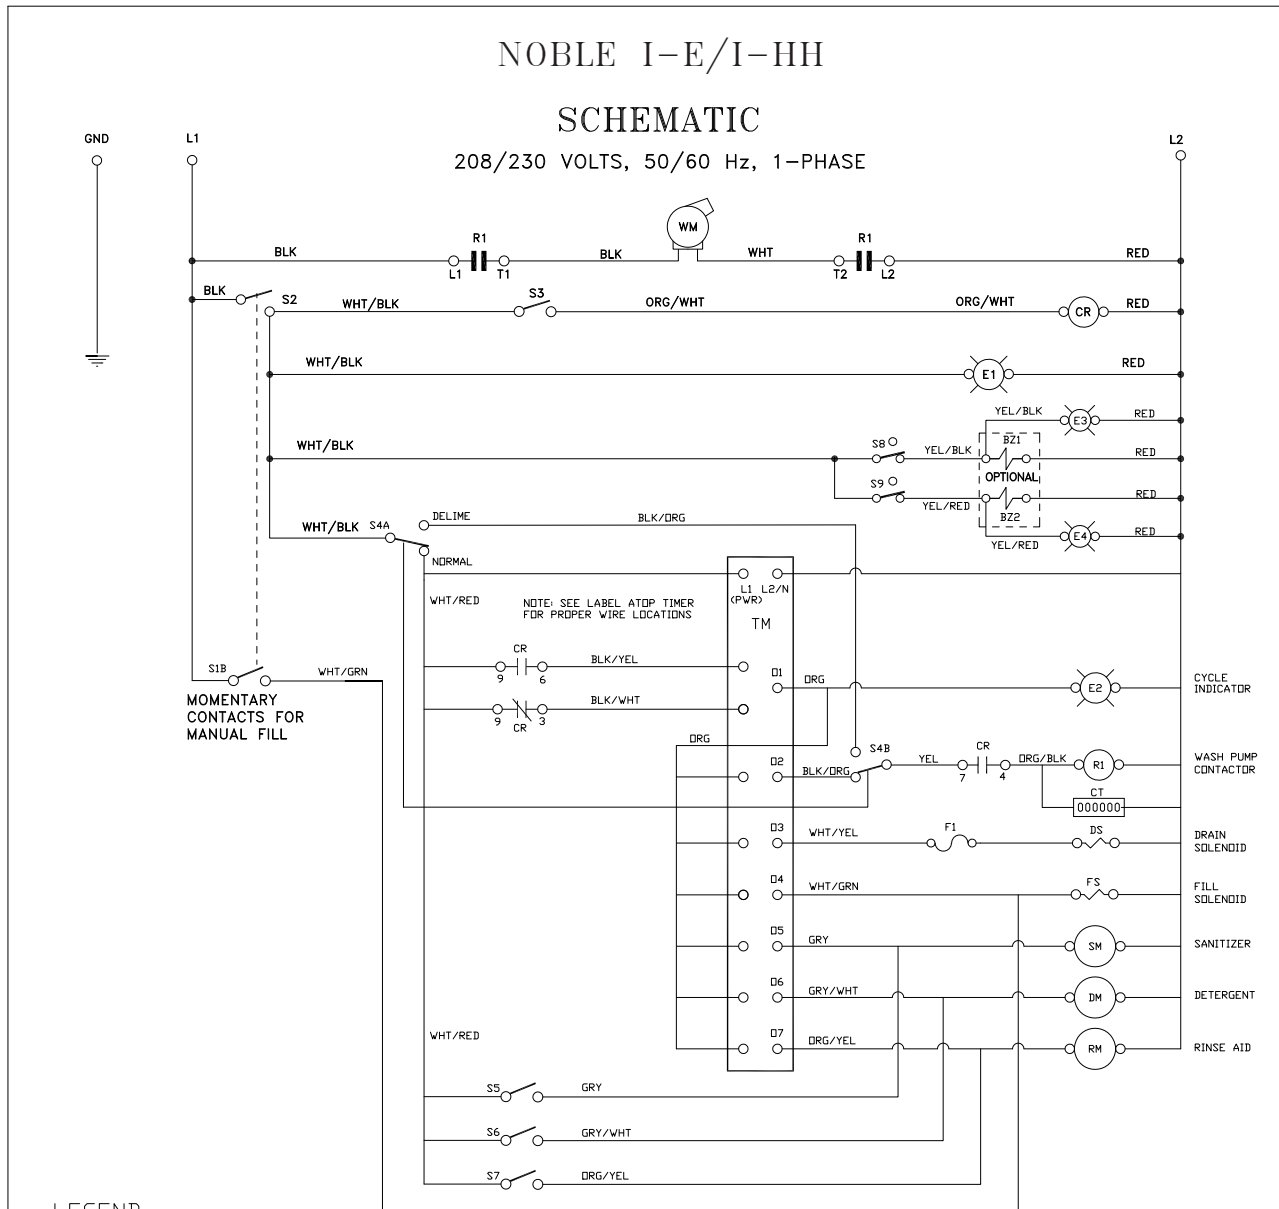 NOBLE I-E/I-HH
SCHEMATIC
208/230 VOLTS, 50/60 Hz, 1-PHASE
GND
L1
L2
WM
BLK
R1
L1
T1
BLK
WHT
R1
T2
L2
RED
BLK
S2
WHT/BLK
S3
ORG/WHT
ORG/WHT
CR
RED
WHT/BLK
E1
RED
YEL/BLK
E3
RED
WHT/BLK
S8
YEL/BLK
BZ1
RED
OPTIONAL
S9
YEL/RED
BZ2
RED
YEL/RED
E4
RED
WHT/BLK
S4A
DELIME
BLK/ORG
NORMAL
WHT/RED
NOTE: SEE LABEL ATOP TIMER
FOR PROPER WIRE LOCATIONS
L1
L2/N
(PWR)
TM
CR
9
6
BLK/YEL
S1B
WHT/GRN
MOMENTARY
CONTACTS FOR
MANUAL FILL
O1
ORG
E2
CYCLE
INDICATOR
9
CR
3
BLK/WHT
ORG
O2
BLK/ORG
S4B
YEL
CR
7
4
ORG/BLK
R1
WASH PUMP
CONTACTOR
CT
000000
O3
WHT/YEL
F1
DS
DRAIN
SOLENOID
O4
WHT/GRN
FS
FILL
SOLENOID
O5
GRY
SM
SANITIZER
O6
GRY/WHT
DM
DETERGENT
WHT/RED
O7
ORG/YEL
RM
RINSE AID
S5
GRY
S6
GRY/WHT
S7
ORG/YEL
LEGEND